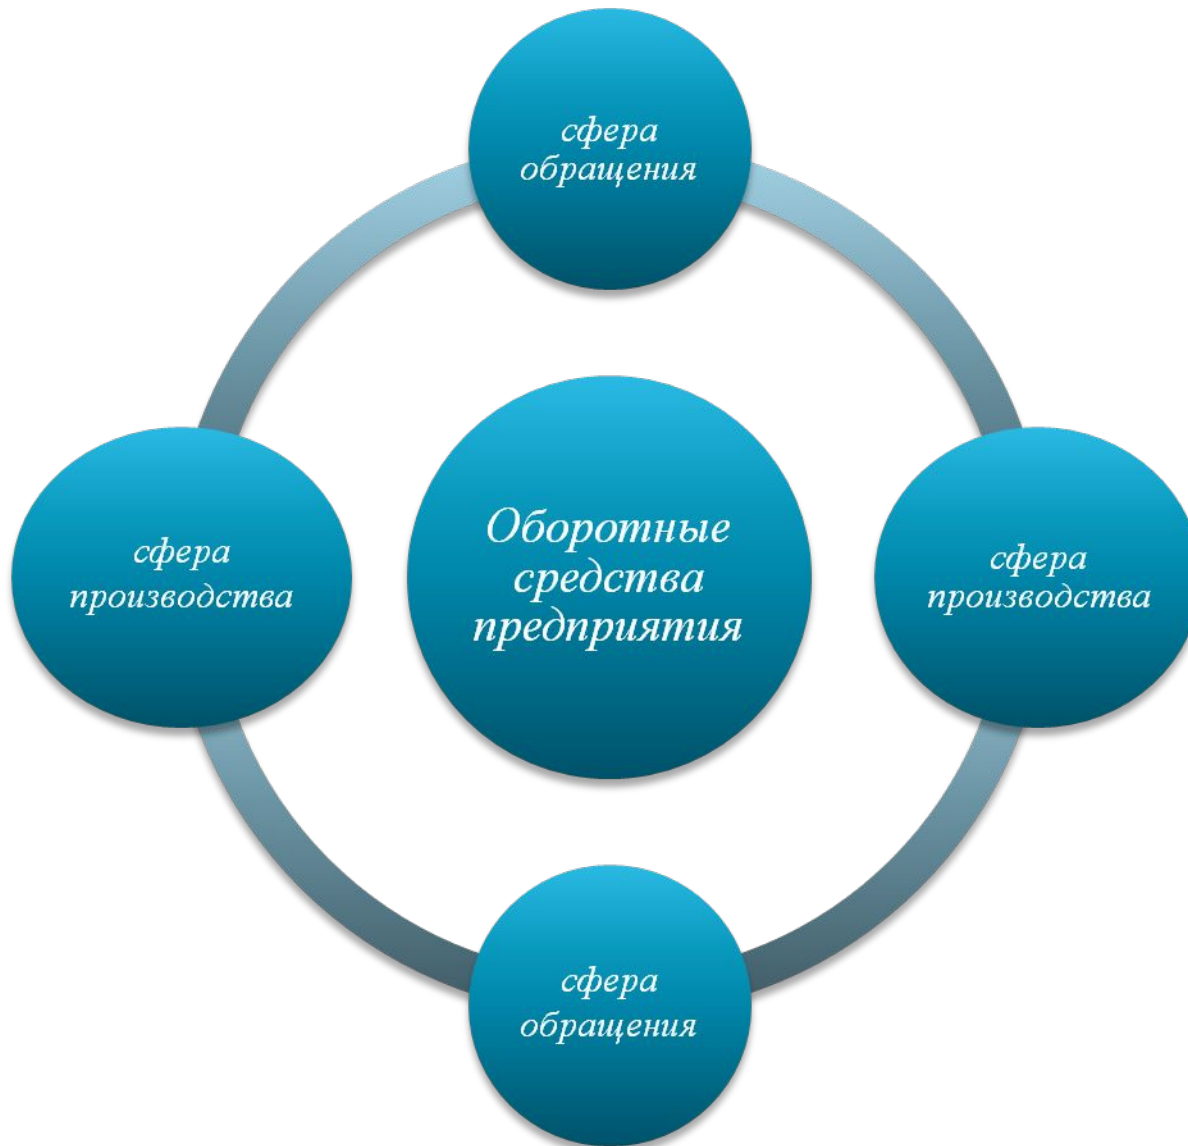 сфера
обращения
Оборотные
средства
предприятия
сфера
производства
сфера
производства
сфера
обращения